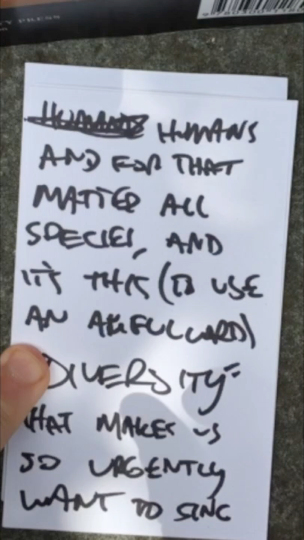 PRESS
HUMANS HUMANS
AND FOR THAT
MATTER ALL
SPECIES, AND
IT'S THIS (TO USE
AN AWFUL WORD)
DIVERSITY"
THAT MAKES US
SO URGENTLY
WANT TO SING